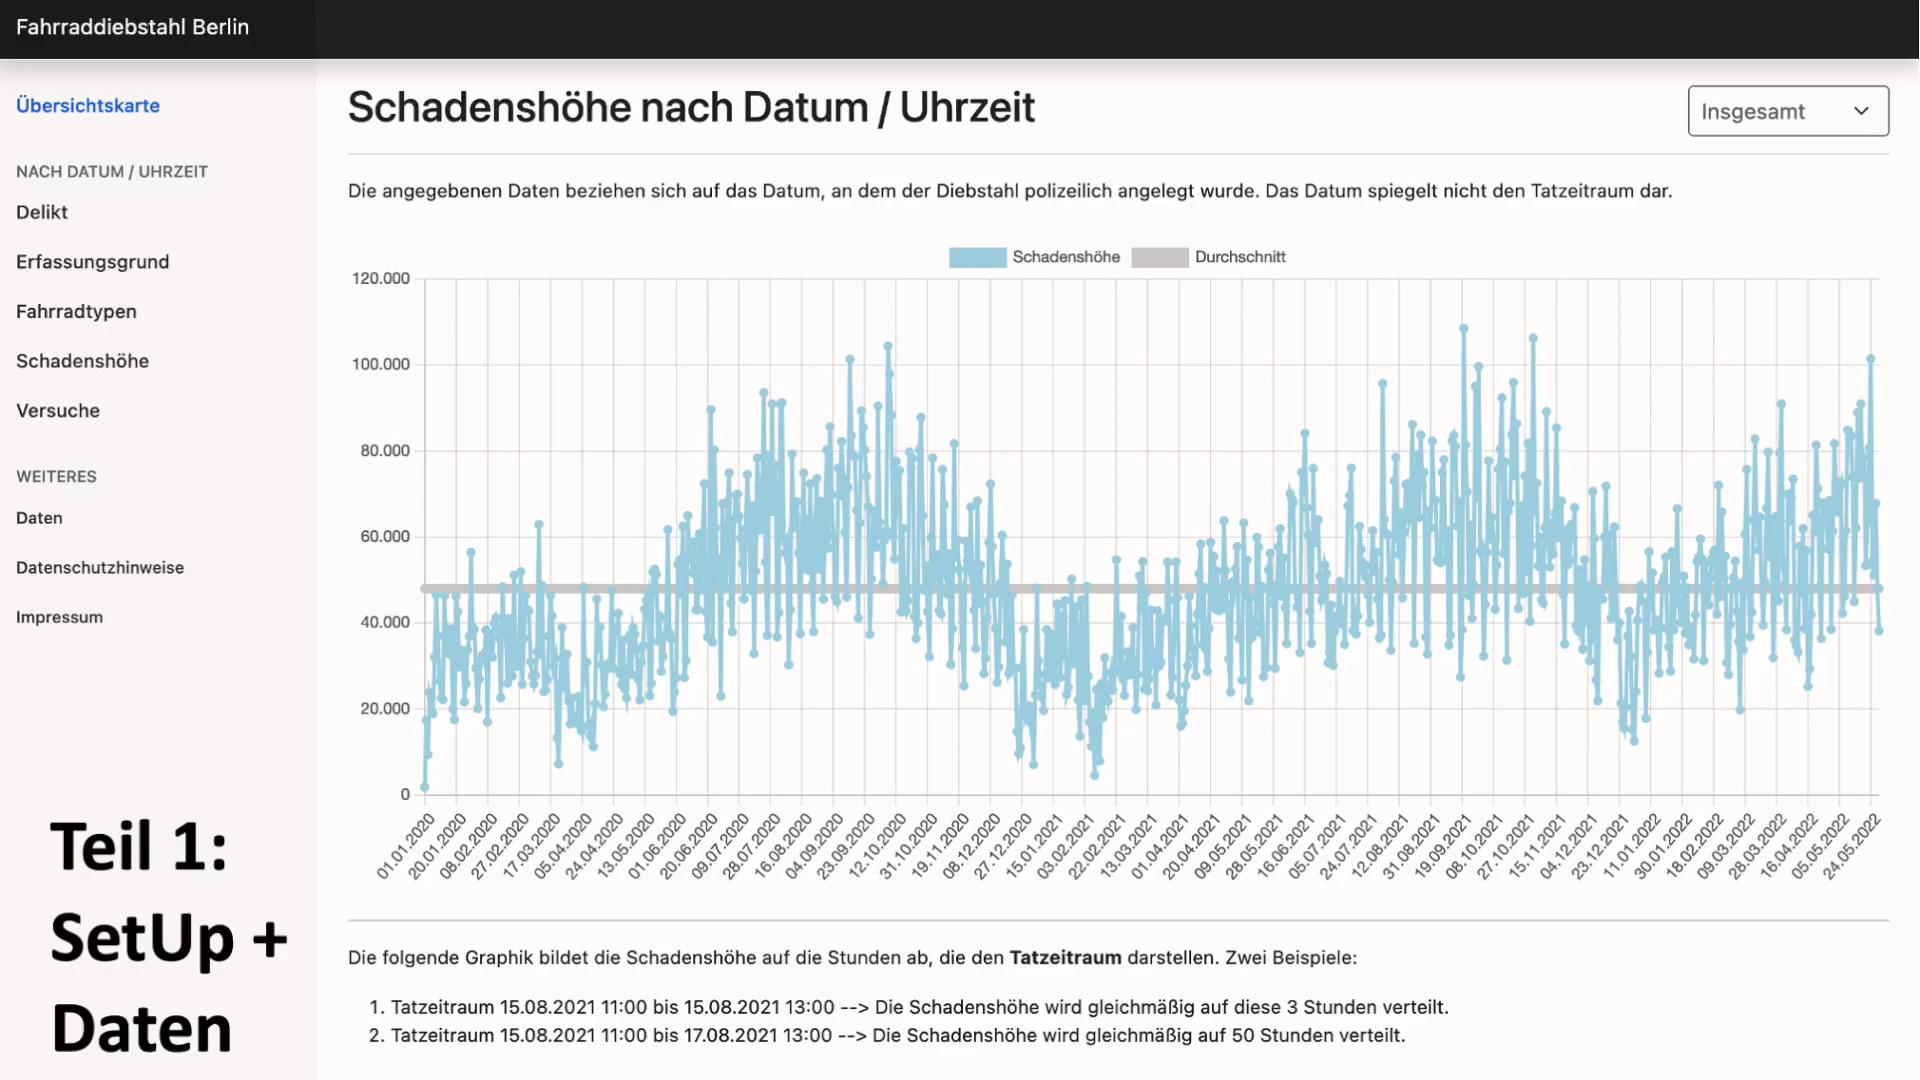 Fahrraddiebstahl Berlin
Übersichtskarte
NACH DATUM / UHRZEIT
Delikt
Erfassungsgrund
Fahrradtypen
Schadenshöhe
Versuche
WEITERES
Daten
Datenschutzhinweise
Impressum
Teil 1:
SetUp +
Daten
Schadenshöhe nach Datum / Uhrzeit
Insgesamt
Die angegebenen Daten beziehen sich auf das Datum, an dem der Diebstahl polizeilich angelegt wurde. Das Datum spiegelt nicht den Tatzeitraum dar.
Schadenshöhe Durchschnitt
120.000
100.000
80.000
60.000
40.000
20.000
0
01.01.2020 20.01.2020 08.02.2020 27.02.2020 17.03.2020 05.04.2020 24.04.2020 13.05.2020 01.06.2020 20.06.2020 09.07.2020 28.07.2020 16.08.2020 04.09.2020 23.09.2020 12.10.2020 31.10.2020 19.11.2020 08.12.2020 27.12.2020 15.01.2021 03.02.2021 22.02.2021 13.03.2021 01.04.2021 20.04.2021 09.05.2021 28.05.2021 16.06.2021 05.07.2021 24.07.2021 12.08.2021 31.08.2021 19.09.2021 08.10.2021 27.10.2021 15.11.2021 04.12.2021 23.12.2021 11.01.2022 30.01.2022 18.02.2022 09.03.2022 28.03.2022 16.04.2022 05.05.2022 24.05.2022
Die folgende Graphik bildet die Schadenshöhe auf die Stunden ab, die den Tatzeitraum darstellen. Zwei Beispiele:
1. Tatzeitraum 15.08.2021 11:00 bis 15.08.2021 13:00 --> Die Schadenshöhe wird gleichmäßig auf diese 3 Stunden verteilt.
2. Tatzeitraum 15.08.2021 11:00 bis 17.08.2021 13:00 --> Die Schadenshöhe wird gleichmäßig auf 50 Stunden verteilt.